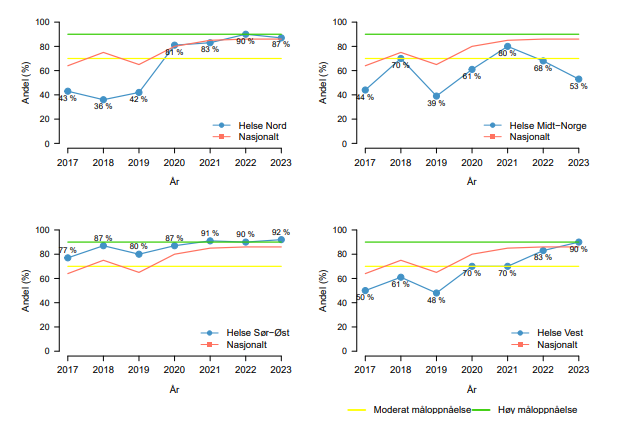 100
80
60
40
20
0
Andel (%)
43 %
36 %
42 %
81 %
83 %
90 %
87 %
Helse Nord
Nasjonalt
2017 2018 2019 2020 2021 2022 2023
År
100
80
60
40
20
0
Andel (%)
44 %
70 %
39 %
61 %
80 %
68 %
53 %
Helse Midt−Norge
Nasjonalt
2017 2018 2019 2020 2021 2022 2023
År
100
80
60
40
20
0
Andel (%)
77 %
87 %
80 %
87 %
91 %
90 %
92 %
Helse Sør−Øst
Nasjonalt
2017 2018 2019 2020 2021 2022 2023
År
100
80
60
40
20
0
Andel (%)
50 %
61 %
48 %
70 %
70 %
83 %
90 %
Helse Vest
Nasjonalt
2017 2018 2019 2020 2021 2022 2023
År
Moderat måloppnåelse Høy måloppnåelse